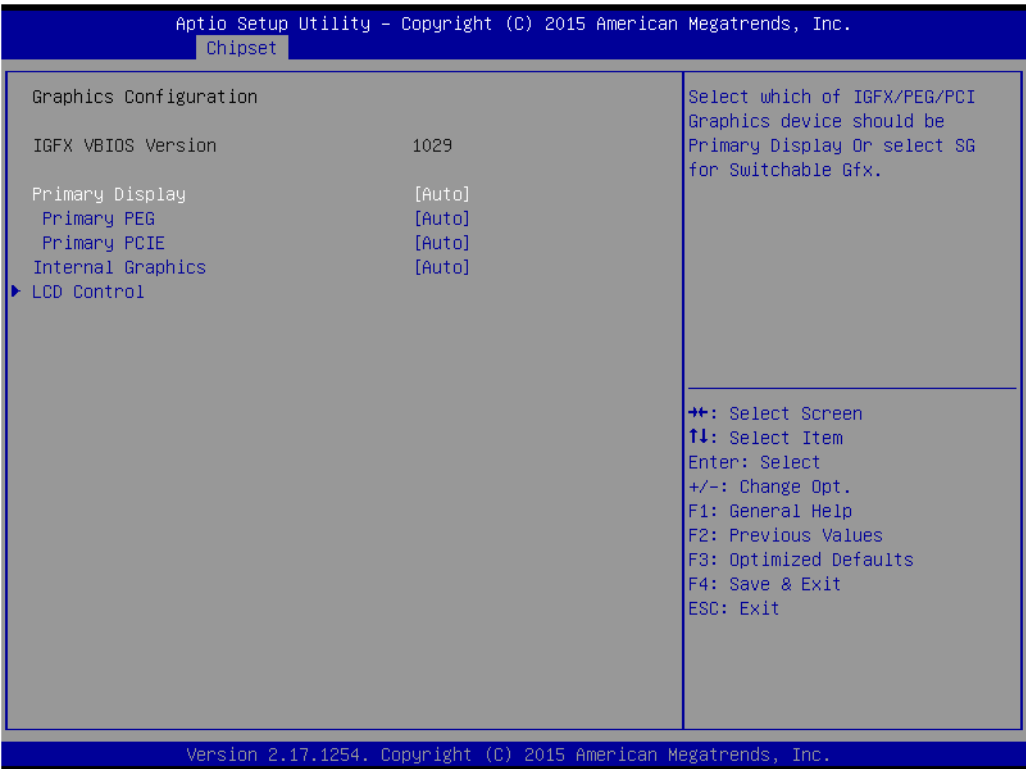 Aptio Setup Utility – Copyright (C) 2015 American Megatrends, Inc.
Chipset
Graphics Configuration
IGFX VBIOS Version 1029
Primary Display [Auto]
Primary PEG [Auto]
Primary PCIE [Auto]
Internal Graphics [Auto]
LCD Control
Select which of IGFX/PEG/PCI
Graphics device should be
Primary Display Or select SG
for Switchable Gfx.
→←: Select Screen
↑↓: Select Item
Enter: Select
+/-: Change Opt.
F1: General Help
F2: Previous Values
F3: Optimized Defaults
F4: Save & Exit
ESC: Exit
Version 2.17.1254. Copyright (C) 2015 American Megatrends, Inc.